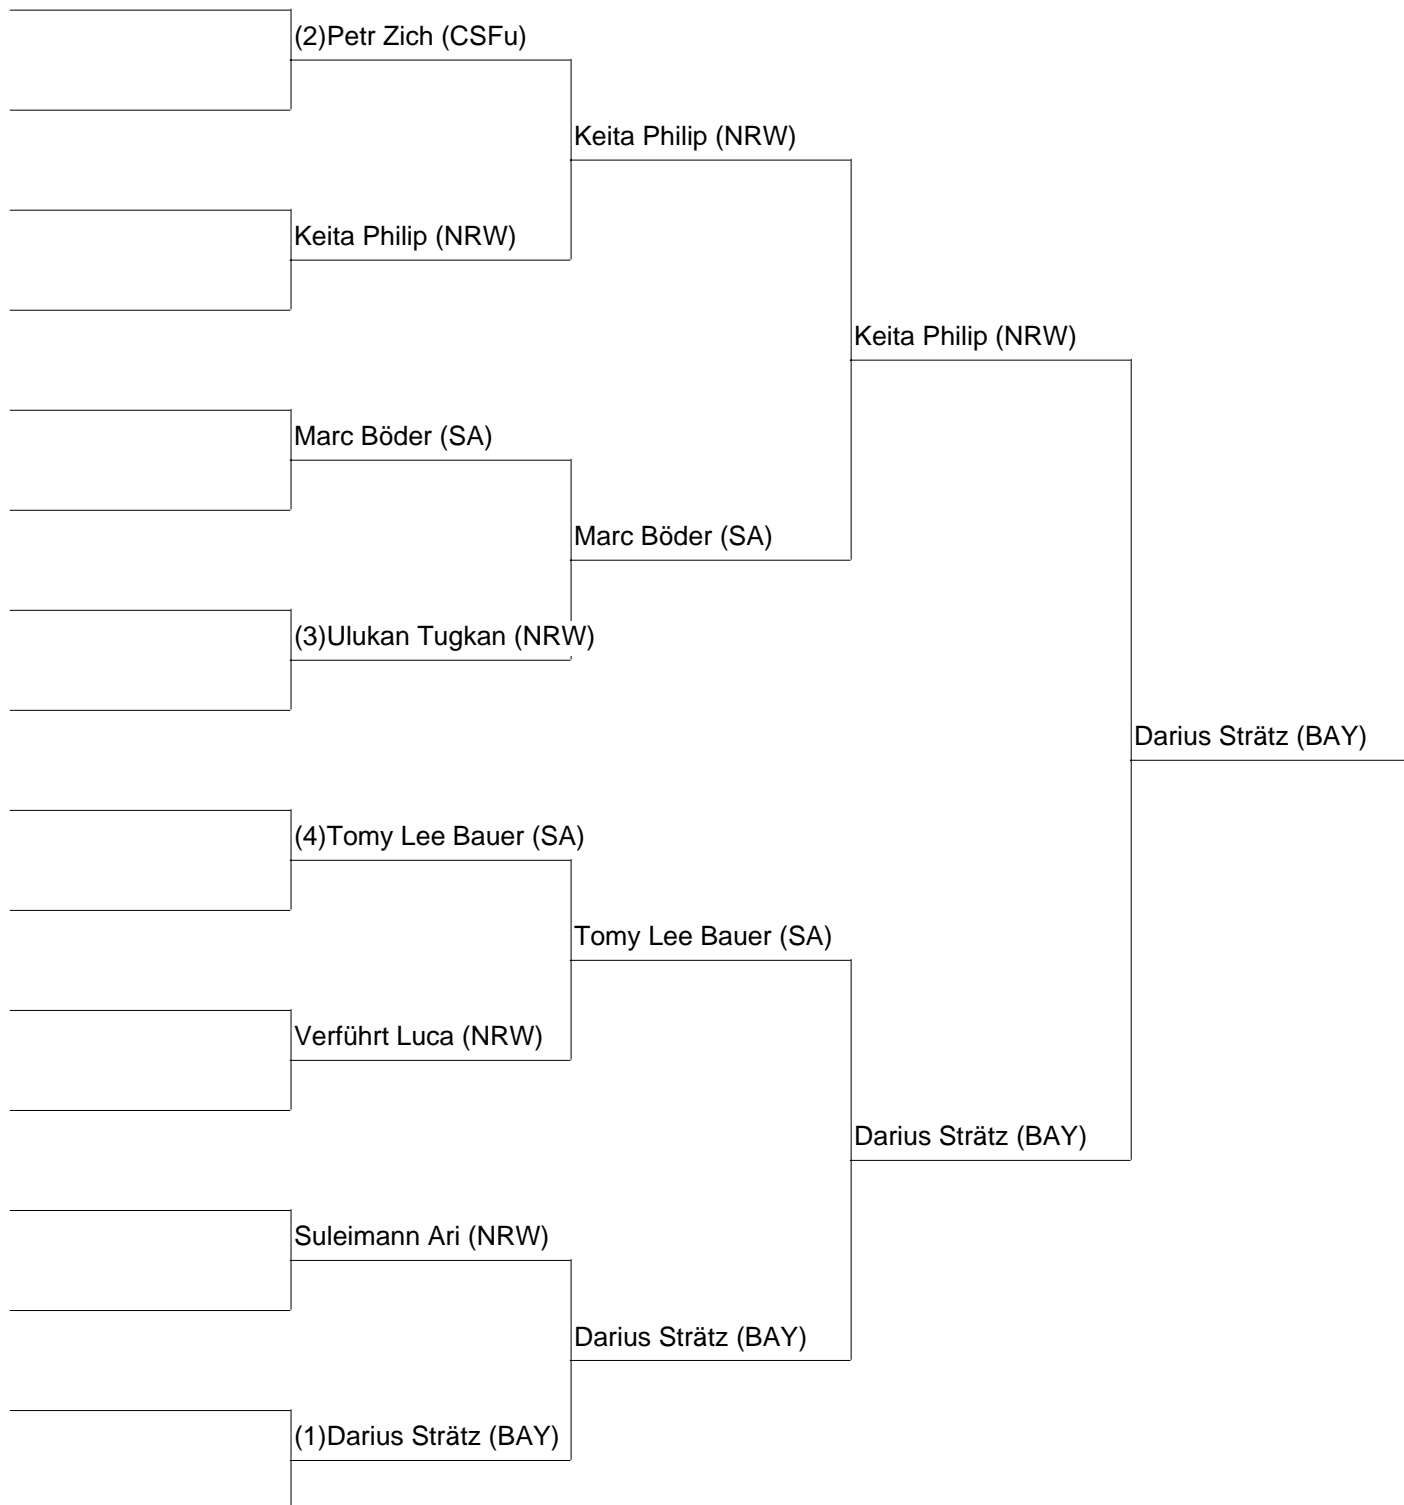 (2)Petr Zich (CSFu)
Keita Philip (NRW)
Keita Philip (NRW)
Keita Philip (NRW)
Marc Böder (SA)
Marc Böder (SA)
(3)Ulukan Tugkan (NRW)
Darius Strätz (BAY)
(4)Tomy Lee Bauer (SA)
Tomy Lee Bauer (SA)
Verführt Luca (NRW)
Darius Strätz (BAY)
Suleimann Ari (NRW)
Darius Strätz (BAY)
(1)Darius Strätz (BAY)